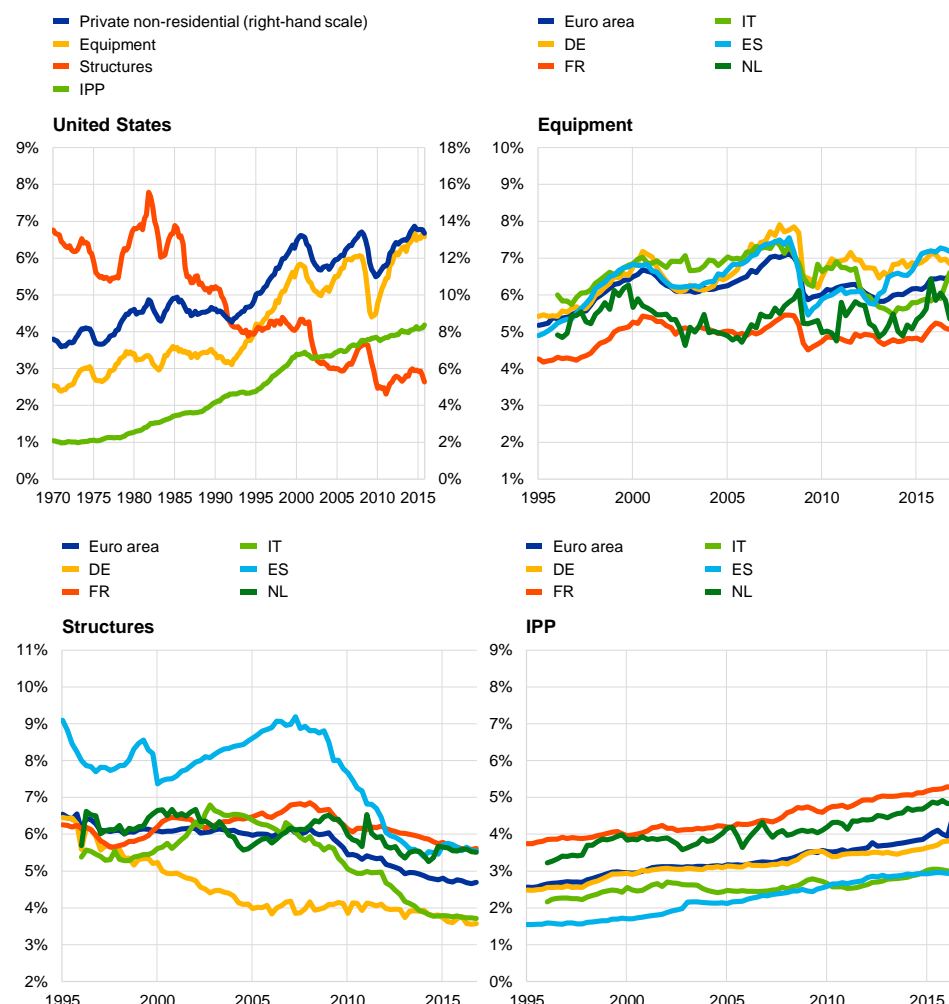 Private non-residential (right-hand scale)
Equipment
Structures
IPP
United States
9% 18%
8% 16%
7% 14%
6% 12%
5% 10%
4% 8%
3% 6%
2% 4%
1% 2%
0% 0%
1970 1975 1980 1985 1990 1995 2000 2005 2010 2015
Euro area IT
DE ES
FR NL
Equipment
10%
9%
8%
7%
6%
5%
4%
3%
2%
1%
1995 2000 2005 2010 2015
Euro area IT
DE ES
FR NL
Structures
11%
10%
9%
8%
7%
6%
5%
4%
3%
2%
1995 2000 2005 2010 2015
Euro area IT
DE ES
FR NL
IPP
9%
8%
7%
6%
5%
4%
3%
2%
1%
0%
1995 2000 2005 2010 2015